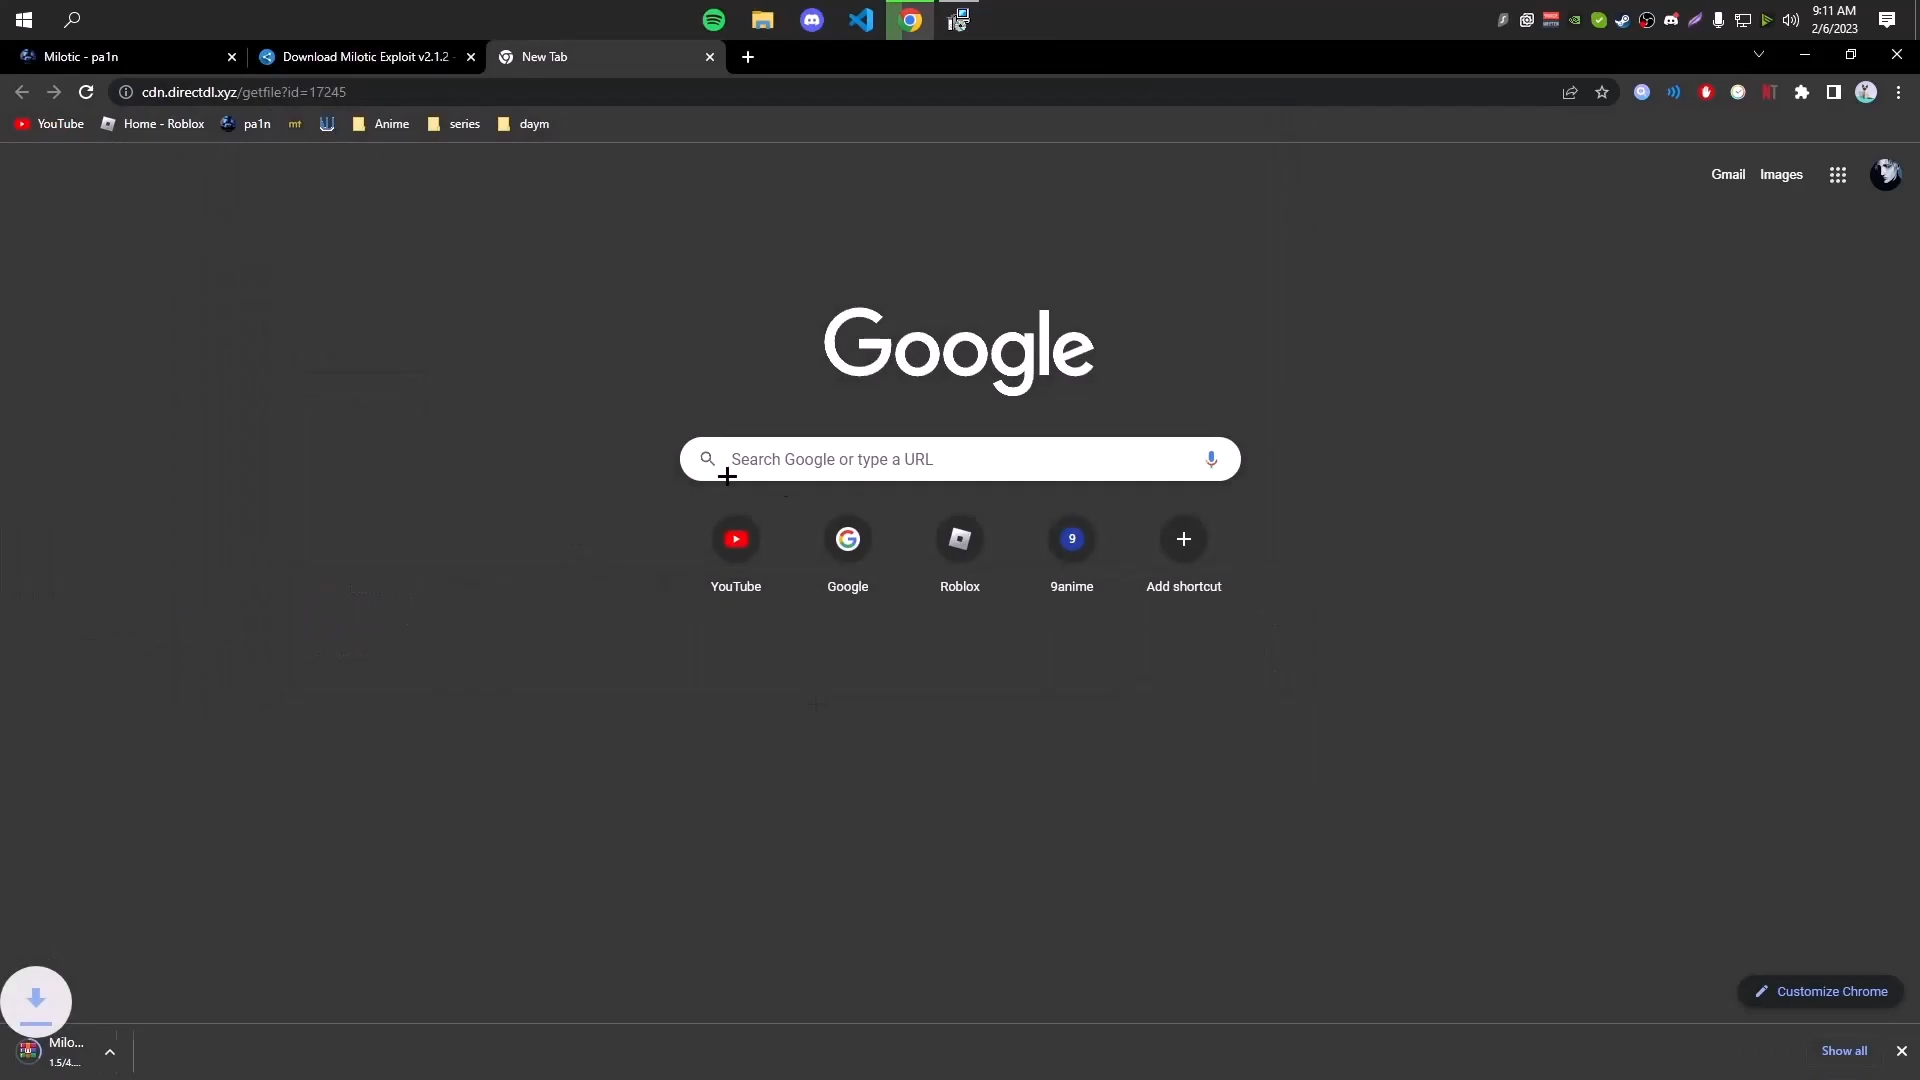 9:11 AM
2/6/2023
Milotic - pa1n
Download Milotic Exploit v2.1.2 -
New Tab
cdn.directdl.xyz/getfile?id=17245
YouTube
Home - Roblox
pa1n
mt
Anime
series
daym
Gmail
Images
Google
Search Google or type a URL
9
YouTube
Google
Roblox
9anime
Add shortcut
Customize Chrome
Milo...
1.5/4....
Show all